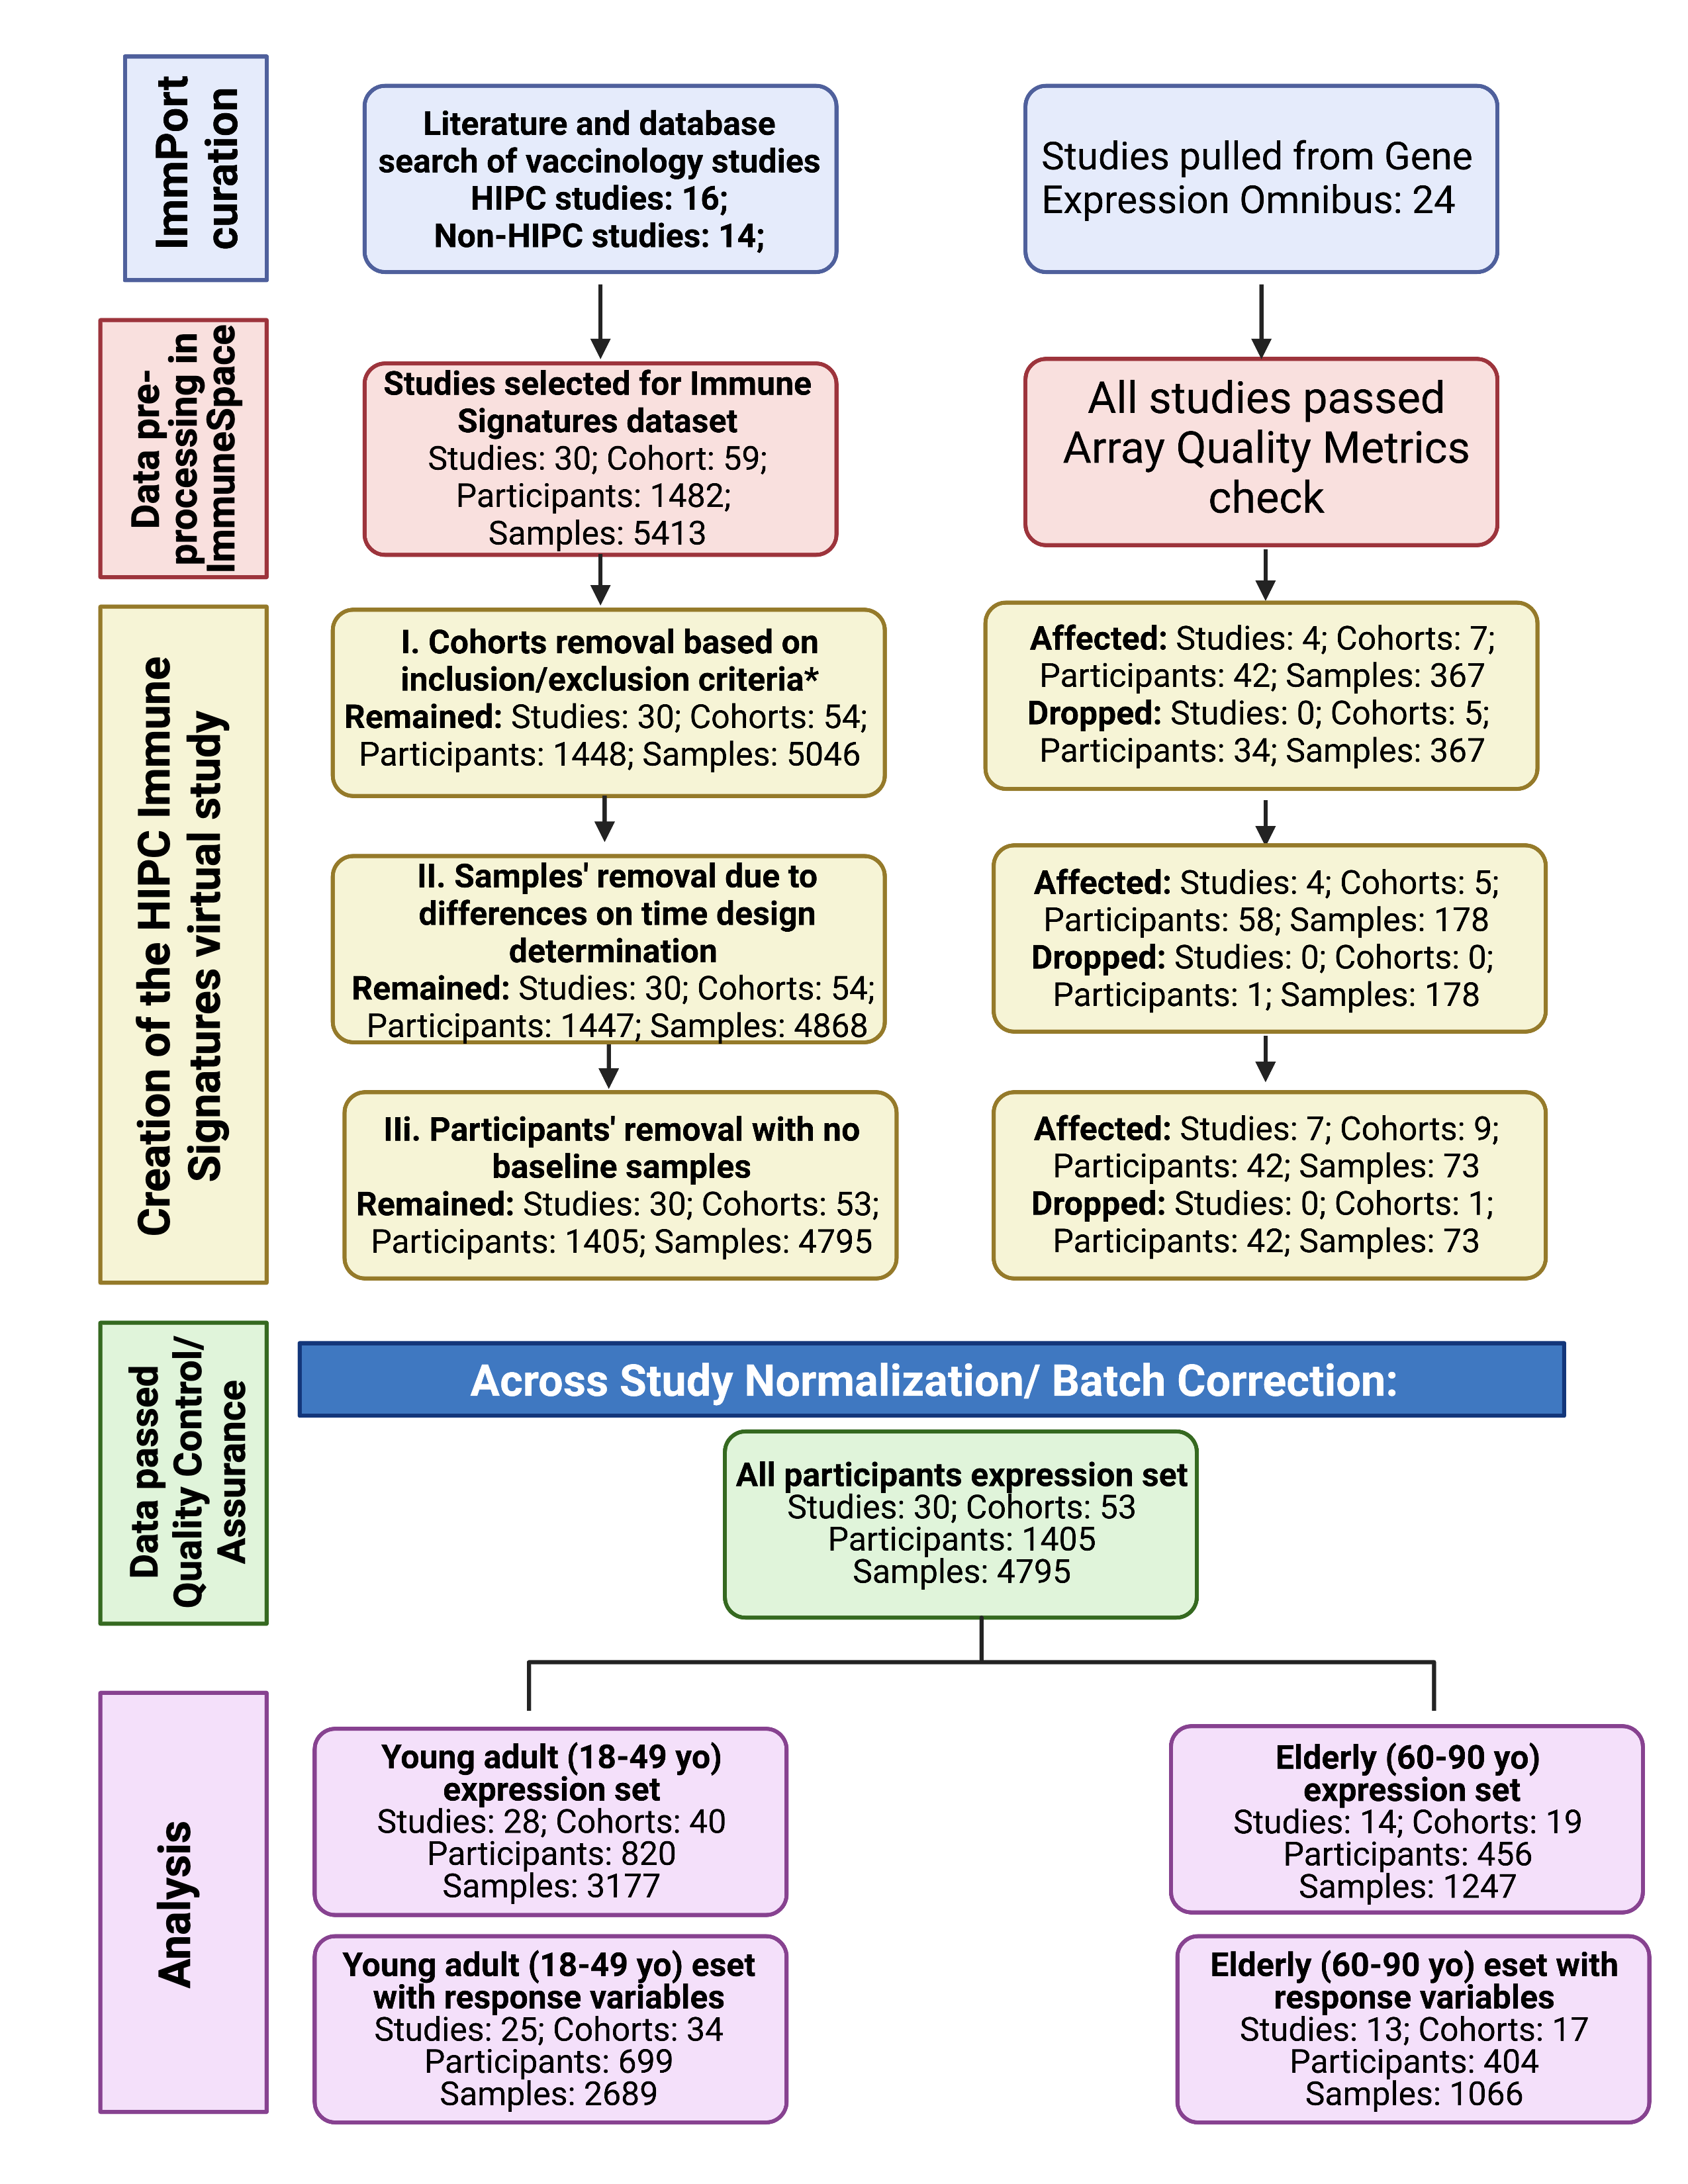 ImmPort
curation
Literature and database
search of vaccinology studies
HIPC studies: 16;
Non-HIPC studies: 14;
Studies pulled from Gene
Expression Omnibus: 24
Data pre-
processing in
ImmuneSpace
Studies selected for Immune
Signatures dataset
Studies: 30; Cohort: 59;
Participants: 1482;
Samples: 5413
All studies passed
Array Quality Metrics
check
Creation of the HIPC Immune
Signatures virtual study
I. Cohorts removal based on
inclusion/exclusion criteria*
Remained: Studies: 30; Cohorts: 54;
Participants: 1448; Samples: 5046
Affected: Studies: 4; Cohorts: 7;
Participants: 42; Samples: 367
Dropped: Studies: 0; Cohorts: 5;
Participants: 34; Samples: 367
II. Samples' removal due to
differences on time design
determination
Remained: Studies: 30; Cohorts: 54;
Participants: 1447; Samples: 4868
Affected: Studies: 4; Cohorts: 5;
Participants: 58; Samples: 178
Dropped: Studies: 0; Cohorts: 0;
Participants: 1; Samples: 178
IIi. Participants' removal with no
baseline samples
Remained: Studies: 30; Cohorts: 53;
Participants: 1405; Samples: 4795
Affected: Studies: 7; Cohorts: 9;
Participants: 42; Samples: 73
Dropped: Studies: 0; Cohorts: 1;
Participants: 42; Samples: 73
Data passed
Quality Control/
Assurance
Across Study Normalization/ Batch Correction:
All participants expression set
Studies: 30; Cohorts: 53
Participants: 1405
Samples: 4795
Analysis
Young adult (18-49 yo)
expression set
Studies: 28; Cohorts: 40
Participants: 820
Samples: 3177
Elderly (60-90 yo)
expression set
Studies: 14; Cohorts: 19
Participants: 456
Samples: 1247
Young adult (18-49 yo) eset
with response variables
Studies: 25; Cohorts: 34
Participants: 699
Samples: 2689
Elderly (60-90 yo) eset with
response variables
Studies: 13; Cohorts: 17
Participants: 404
Samples: 1066